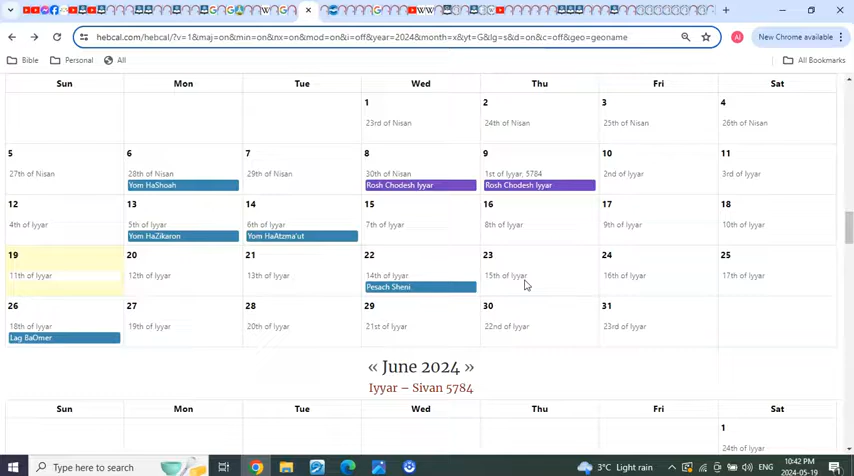 hebcal.com/hebcal/?v=1&maj=on&min=on&nx=on&mod=on&i=off&year=2024&month=x&yt=G&lg=s&d=on&c=off&geo=geoname
AI
New Chrome available
Bible Personal All All Bookmarks
Sun Mon Tue Wed Thu Fri Sat
1 2 3 4
23rd of Nisan 24th of Nisan 25th of Nisan 26th of Nisan
5 6 7 8 9 10 11
27th of Nisan 28th of Nisan 29th of Nisan 30th of Nisan 1st of Iyyar, 5784 2nd of Iyyar 3rd of Iyyar
Yom HaShoah Rosh Chodesh Iyyar Rosh Chodesh Iyyar
12 13 14 15 16 17 18
4th of Iyyar 5th of Iyyar 6th of Iyyar 7th of Iyyar 8th of Iyyar 9th of Iyyar 10th of Iyyar
Yom HaZikaron Yom HaAtzma'ut
19 20 21 22 23 24 25
11th of Iyyar 12th of Iyyar 13th of Iyyar 14th of Iyyar 15th of Iyyar 16th of Iyyar 17th of Iyyar
Pesach Sheni
26 27 28 29 30 31
18th of Iyyar 19th of Iyyar 20th of Iyyar 21st of Iyyar 22nd of Iyyar 23rd of Iyyar
Lag BaOmer
« June 2024 »
Iyyar – Sivan 5784
Sun Mon Tue Wed Thu Fri Sat
1
24th of Iyyar
Type here to search
3°C Light rain
ENG
10:42 PM
2024-05-19